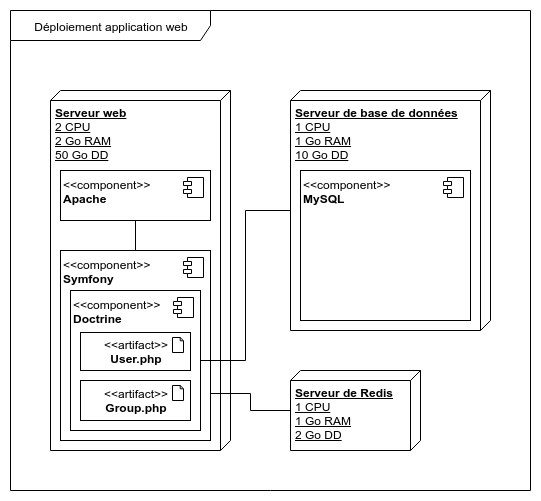 Déploiement application web
Serveur web
2 CPU
2 Go RAM
50 Go DD
<<component>>
Apache
<<component>>
Symfony
<<component>>
Doctrine
<<artifact>>
User.php
<<artifact>>
Group.php
Serveur de base de données
1 CPU
1 Go RAM
10 Go DD
<<component>>
MySQL
Serveur de Redis
1 CPU
1 Go RAM
2 Go DD